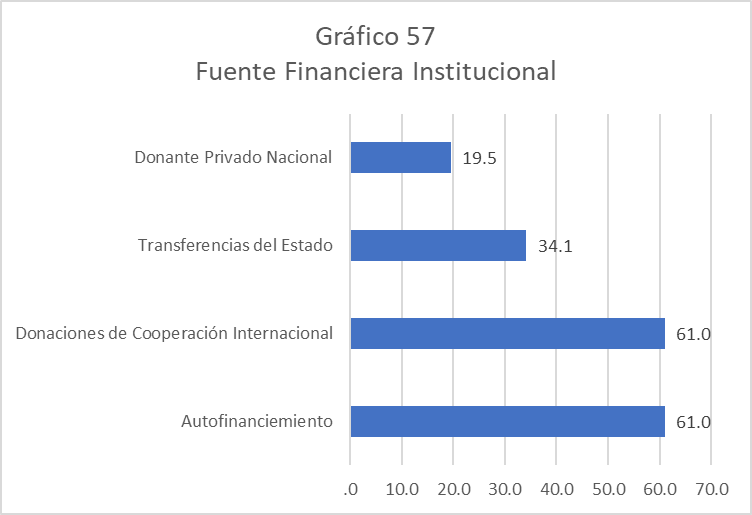 Gráfico 57
Fuente Financiera Institucional
Donante Privado Nacional 19.5
Transferencias del Estado 34.1
Donaciones de Cooperación Internacional 61.0
Autofinanciemiento 61.0
.0 10.0 20.0 30.0 40.0 50.0 60.0 70.0